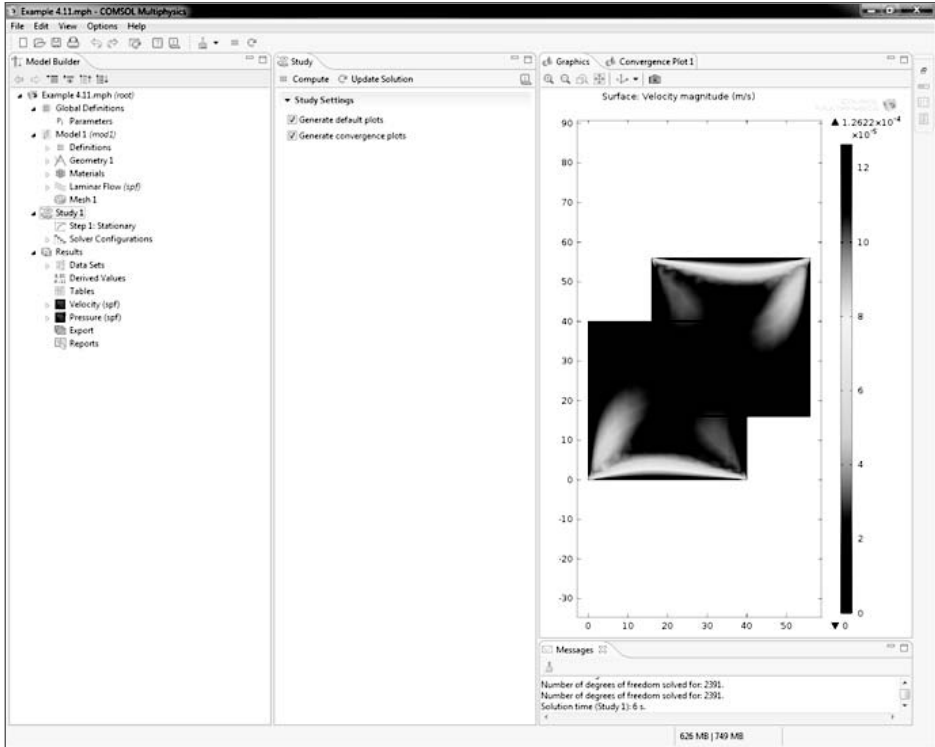 Example 4.11.mph - COMSOL Multiphysics
File Edit View Options Help
Model Builder
Example 4.11.mph (root)
Global Definitions
Pi Parameters
Model 1 (mod1)
Definitions
Geometry 1
Materials
Laminar Flow (spf)
Mesh 1
Study 1
Step 1: Stationary
Solver Configurations
Results
Data Sets
Derived Values
Tables
Velocity (spf)
Pressure (spf)
Export
Reports
Study
= Compute Update Solution
Study Settings
Generate default plots
Generate convergence plots
Graphics Convergence Plot 1
Surface: Velocity magnitude (m/s)
▲ 1.2622×10⁻⁴
×10⁻⁵
90
80
70
60
50
40
30
20
10
0
-10
-20
-30
0 10 20 30 40 50
12
10
8
6
4
2
0
▼ 0
Messages
Number of degrees of freedom solved for: 2391.
Number of degrees of freedom solved for: 2391.
Solution time (Study 1): 6 s.
626 MB | 749 MB